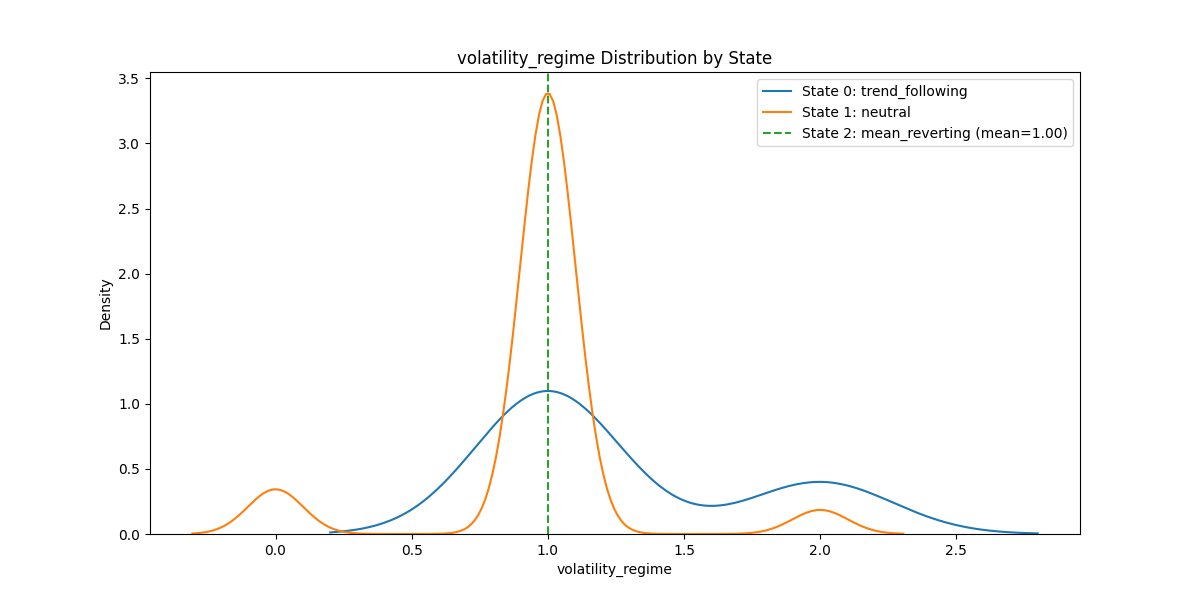 volatility_regime Distribution by State
State 0: trend_following
State 1: neutral
State 2: mean_reverting (mean=1.00)
Density
3.5
3.0
2.5
2.0
1.5
1.0
0.5
0.0
0.0 0.5 1.0 1.5 2.0 2.5
volatility_regime